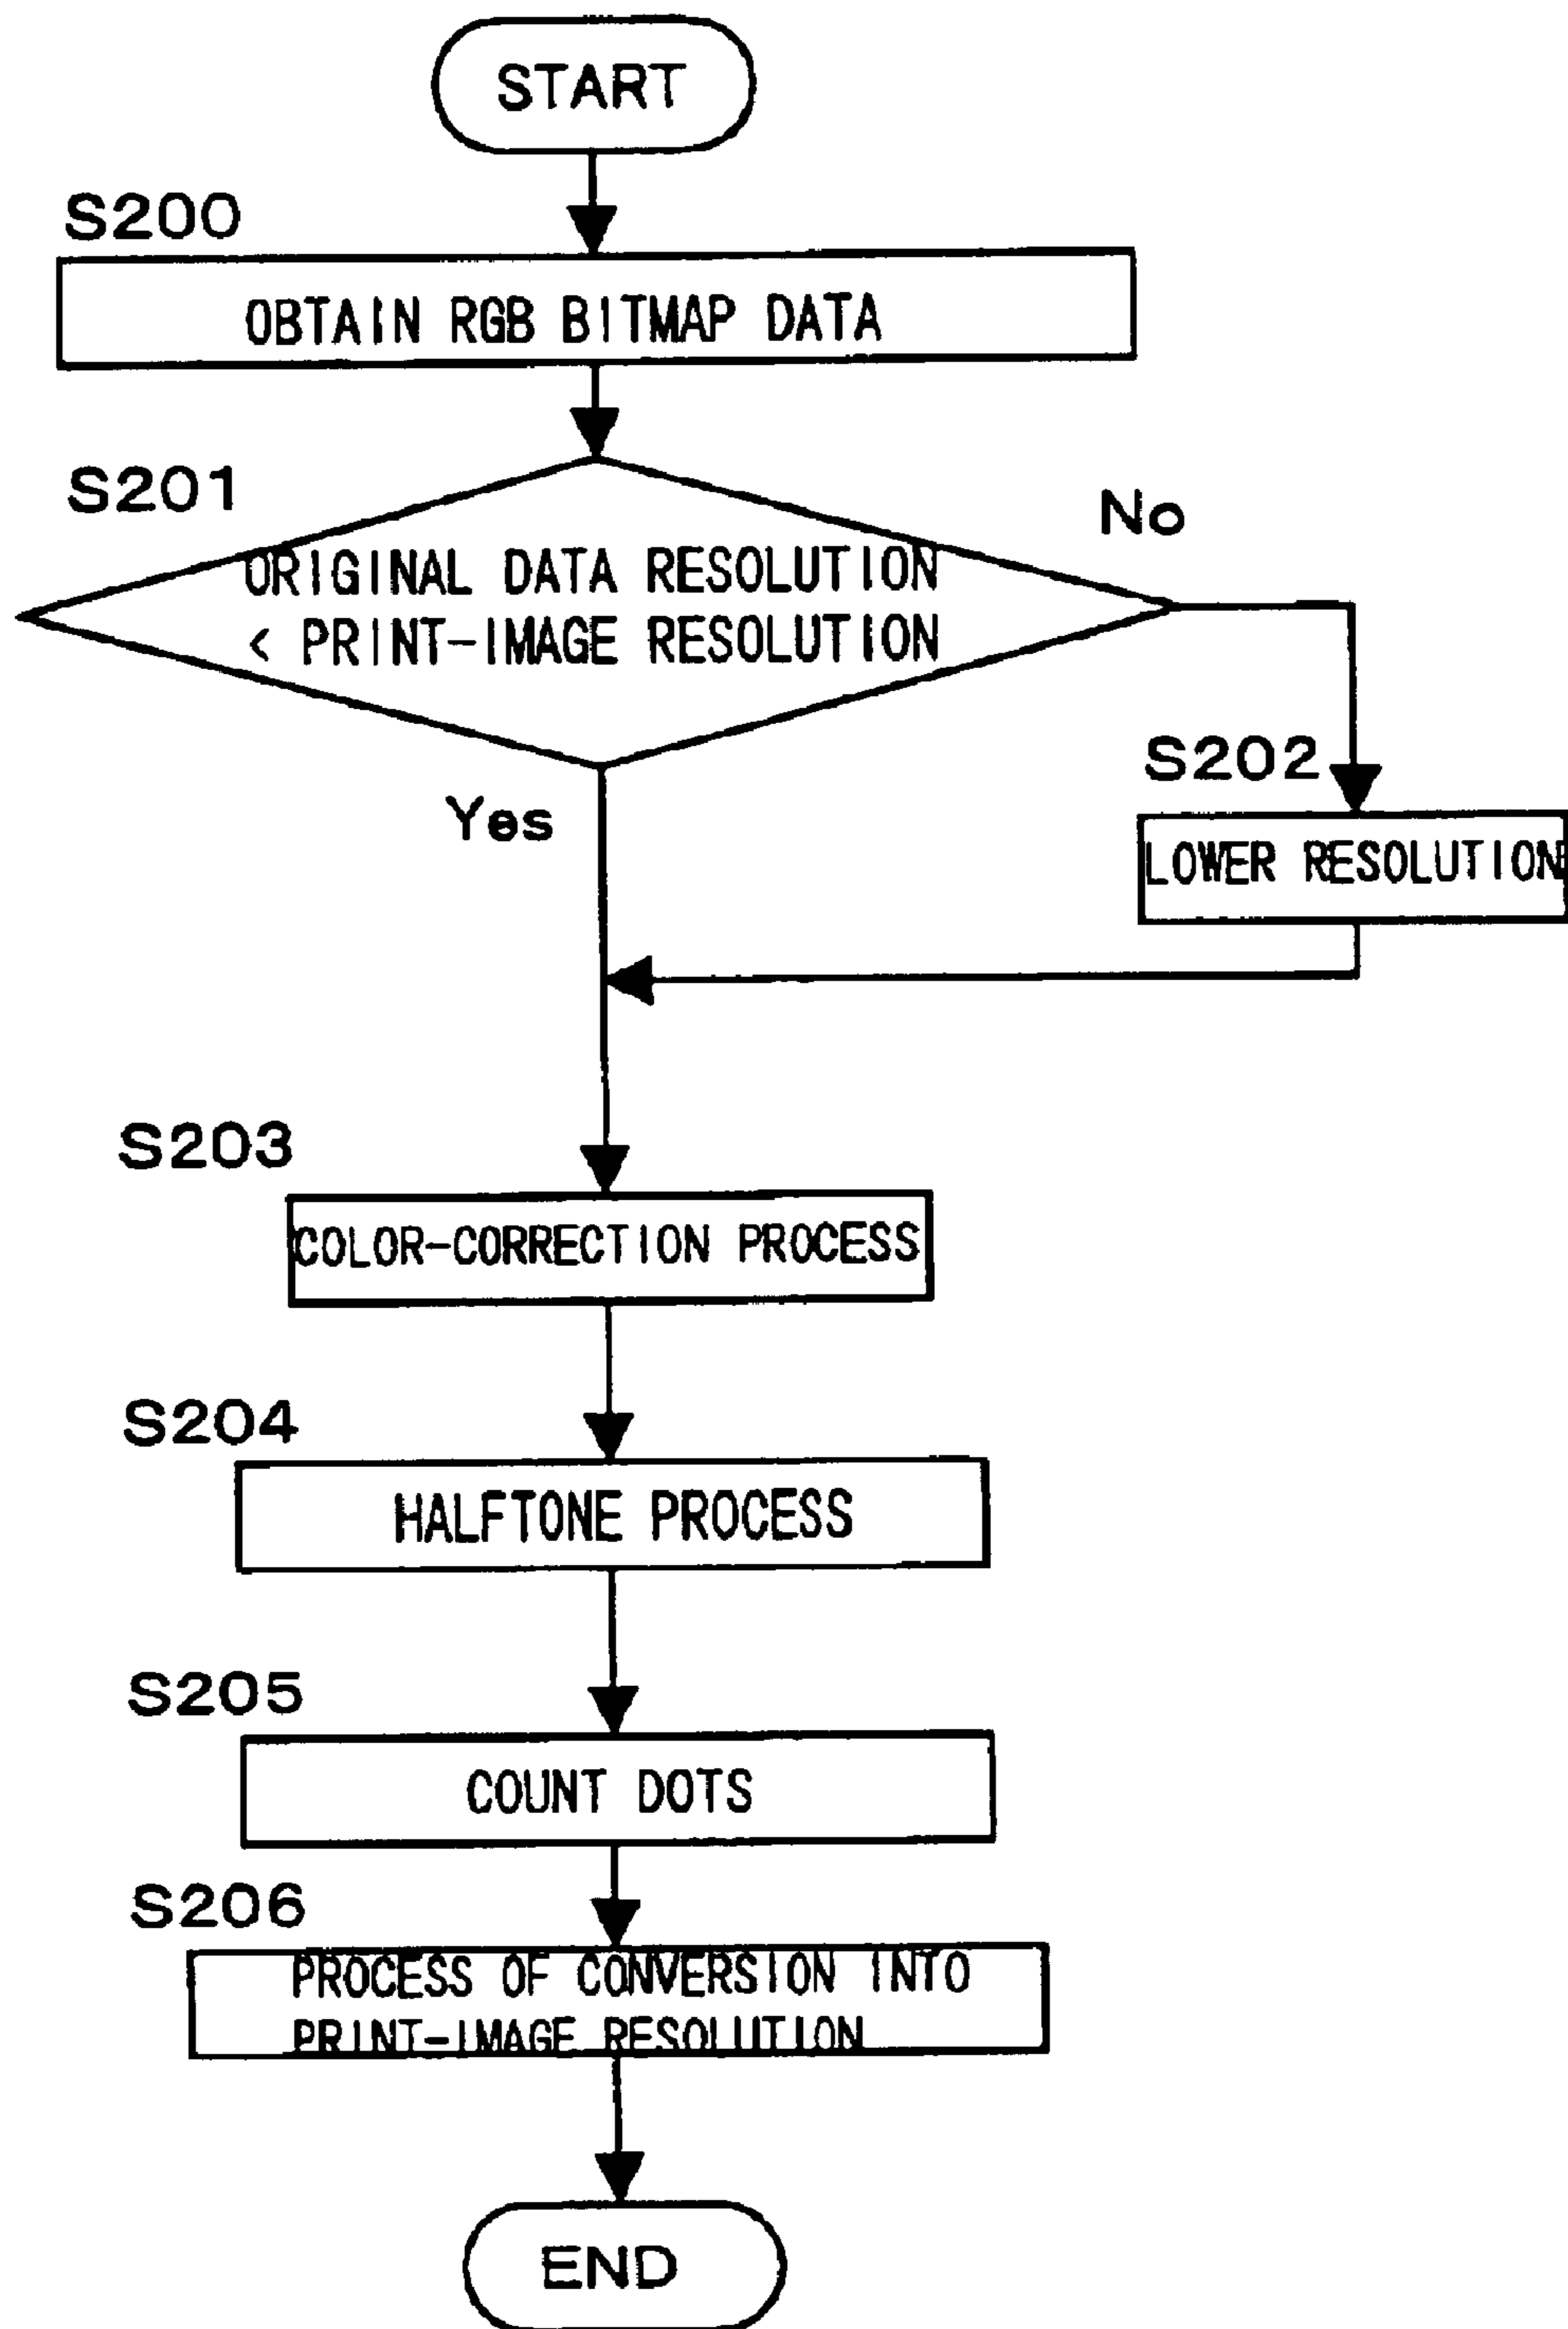 START
S200
OBTAIN RGB BITMAP DATA
S201
No
ORIGINAL DATA RESOLUTION
< PRINT-IMAGE RESOLUTION
Yes
S202
LOWER RESOLUTION
S203
COLOR-CORRECTION PROCESS
S204
HALFTONE PROCESS
S205
COUNT DOTS
S206
PROCESS OF CONVERSION INTO
PRINT-IMAGE RESOLUTION
END